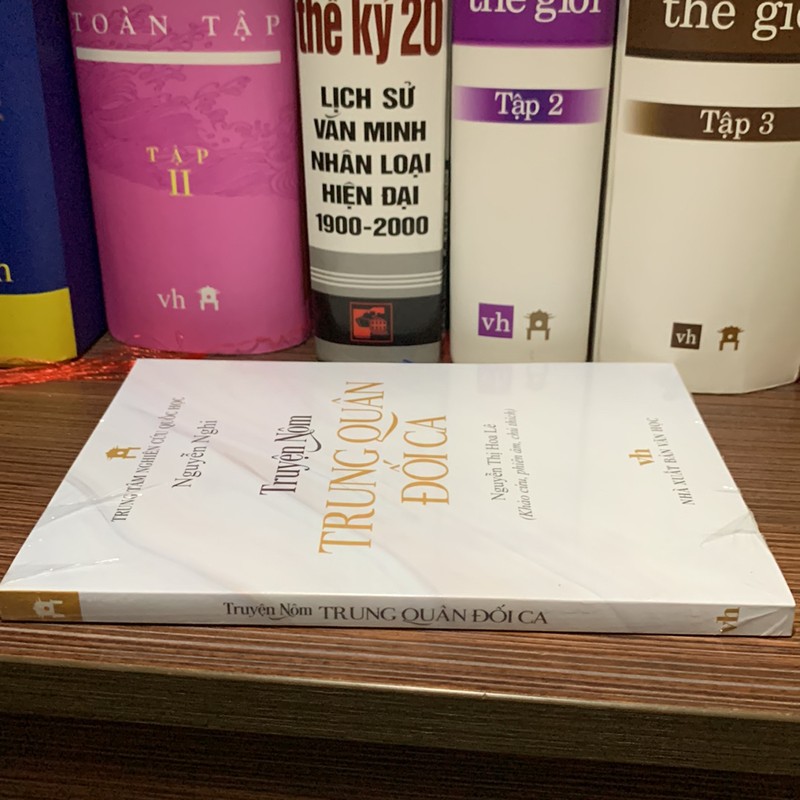 TOÀN TẬP
TẬP
II
vh
thế kỷ 20
LỊCH SỬ
VĂN MINH
NHÂN LOẠI
HIỆN ĐẠI
1900-2000
thế giới
Tập 2
vh
Tập 3
vh
TRUNG TÂM NGHIÊN CỨU QUỐC HỌC
Nguyễn Nghi
Truyện Nôm
TRUNG QUÂN
ĐỐI CA
Nguyễn Thị Hoa Lê
(Khảo cứu, phiên âm, chú thích)
vh
NHÀ XUẤT BẢN VĂN HỌC
Truyện Nôm TRUNG QUÂN ĐỐI CA
vh